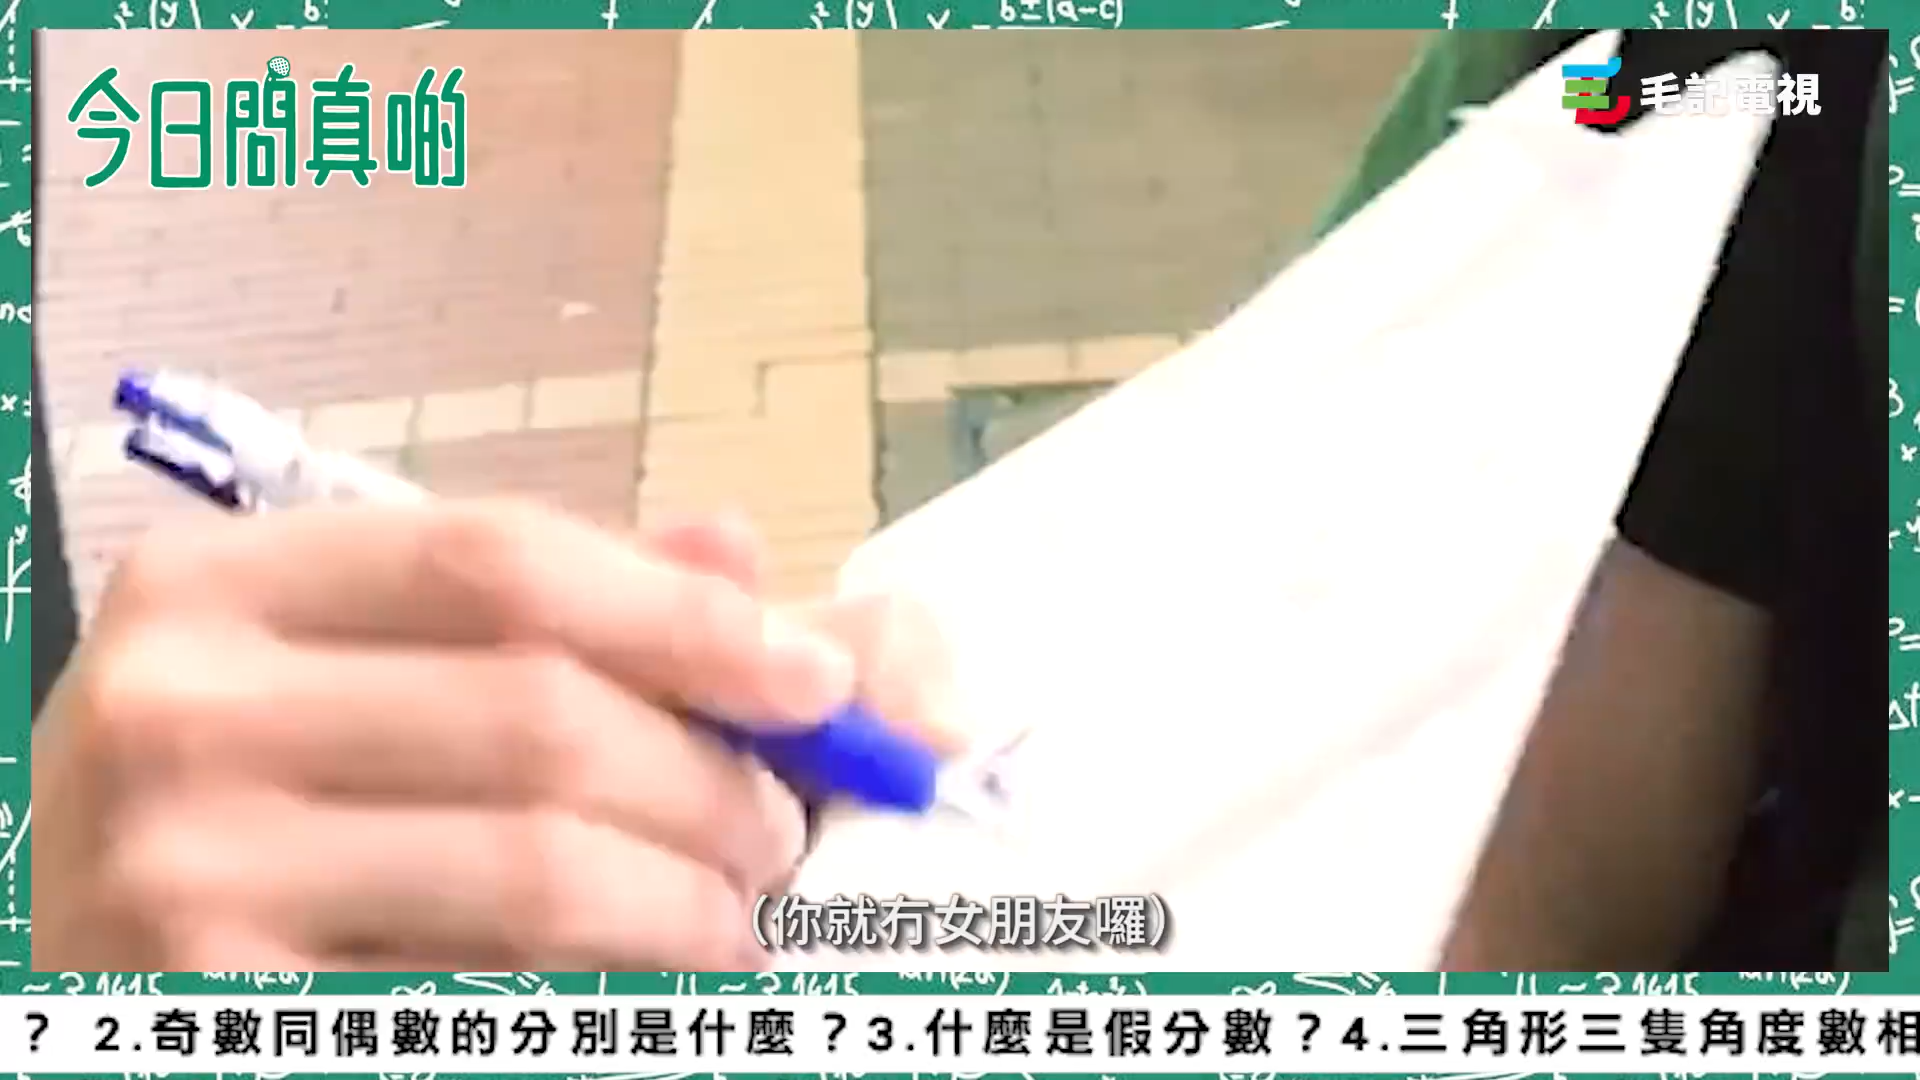 今日問真啲
毛記電視
（你就冇女朋友囉）
？ 2.奇數同偶數的分別是什麼？3.什麼是假分數？4.三角形三隻角度數相